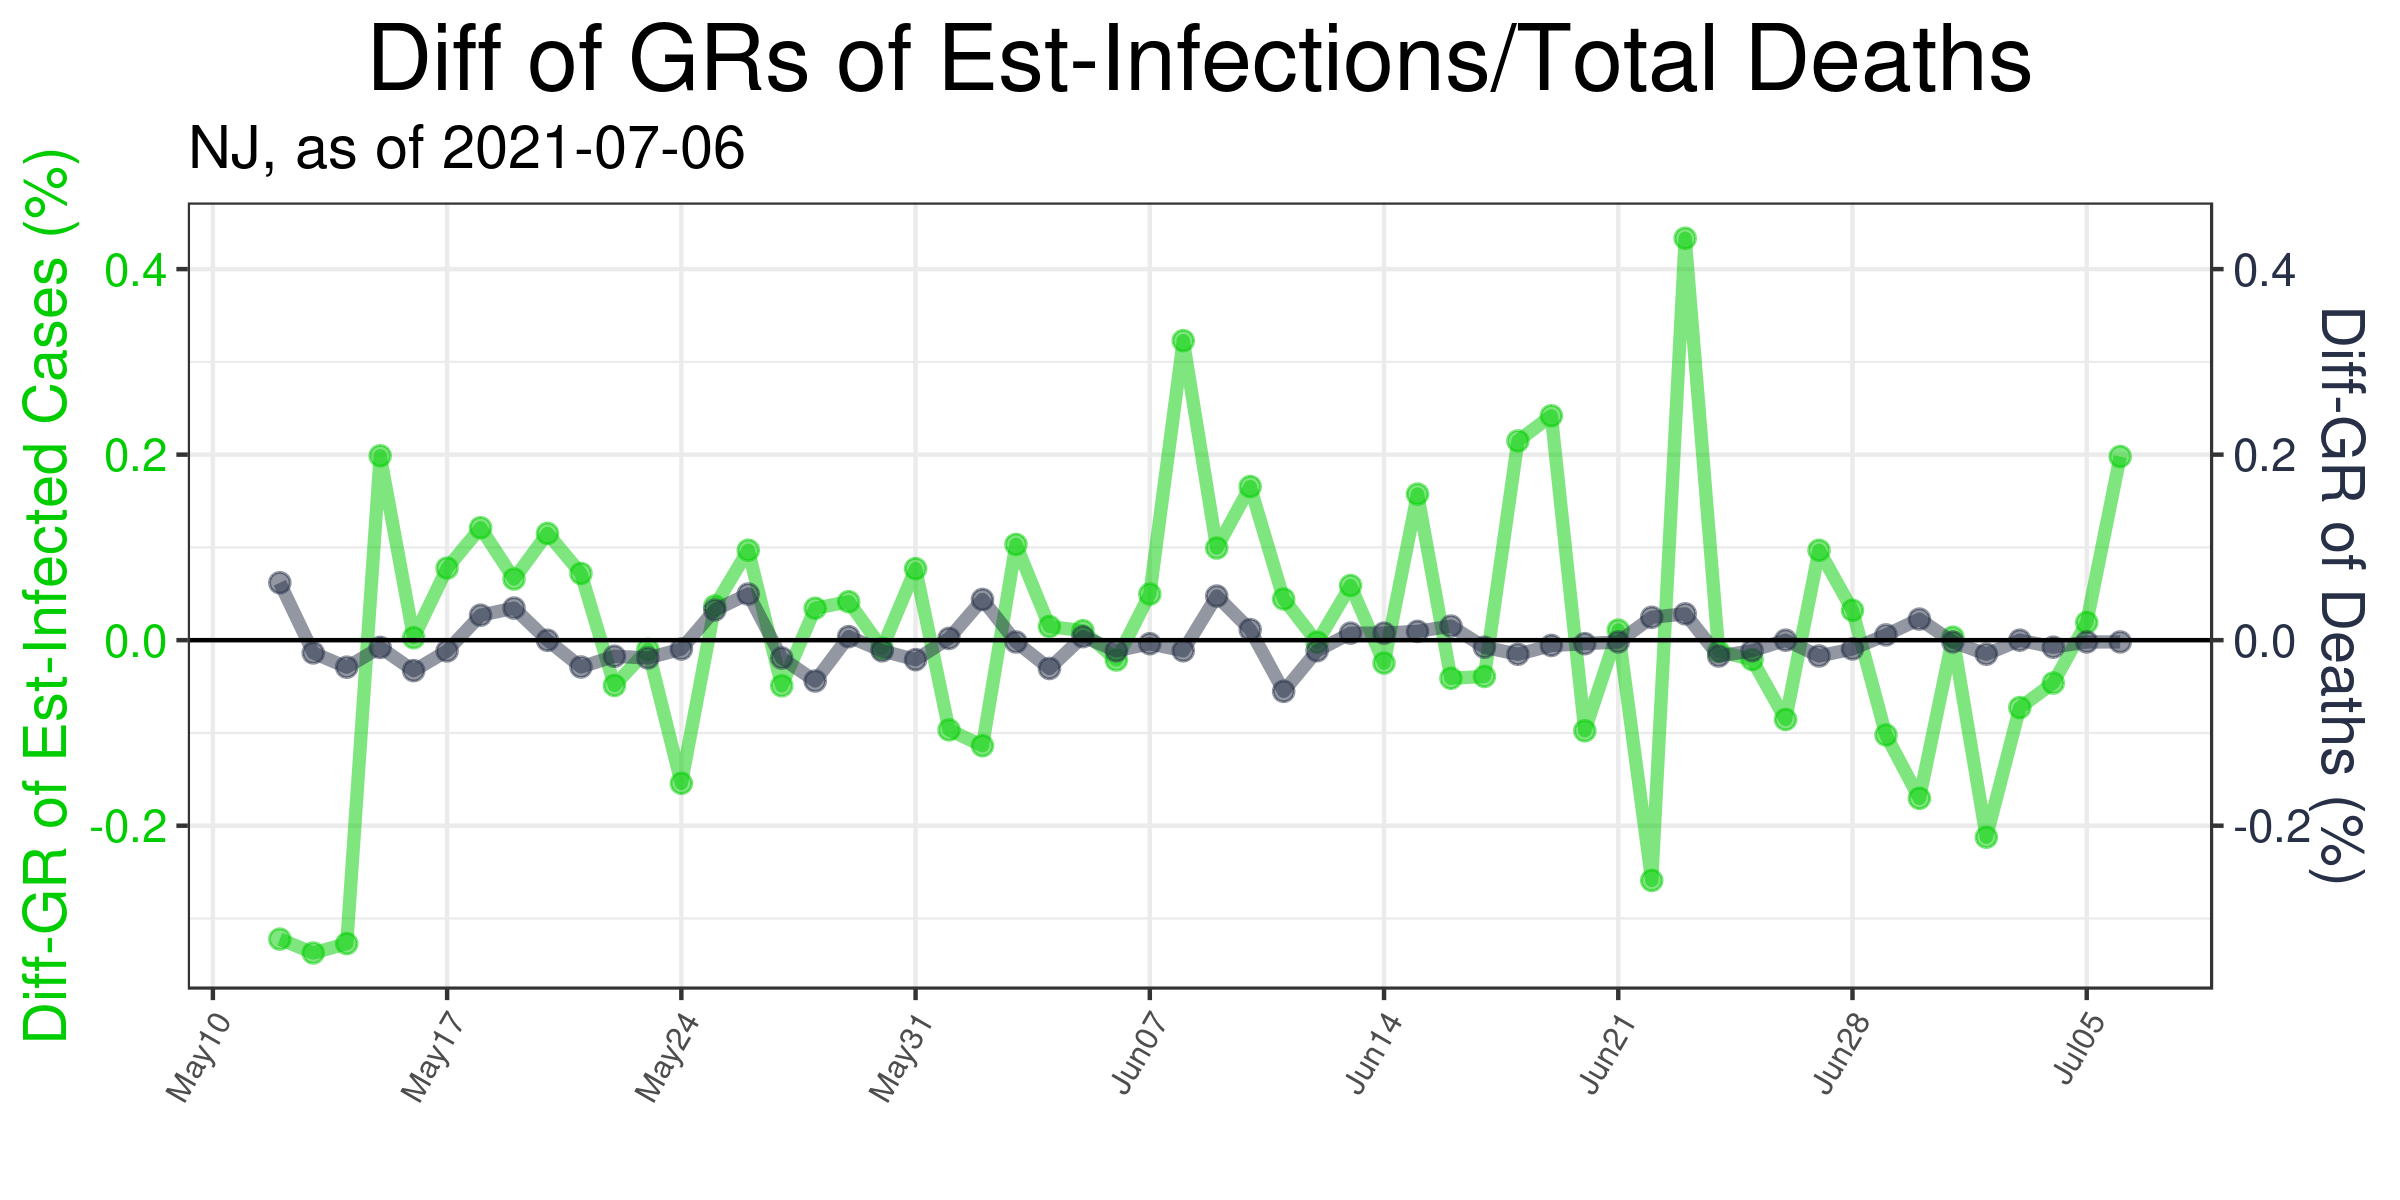 Diff of GRs of Est-Infections/Total Deaths
NJ, as of 2021-07-06
Diff-GR of Est-Infected Cases (%)
0.4
0.2
0.0
-0.2
0.4
0.2
0.0
-0.2
Diff-GR of Deaths (%)
May10
May17
May24
May31
Jun07
Jun14
Jun21
Jun28
Jul05